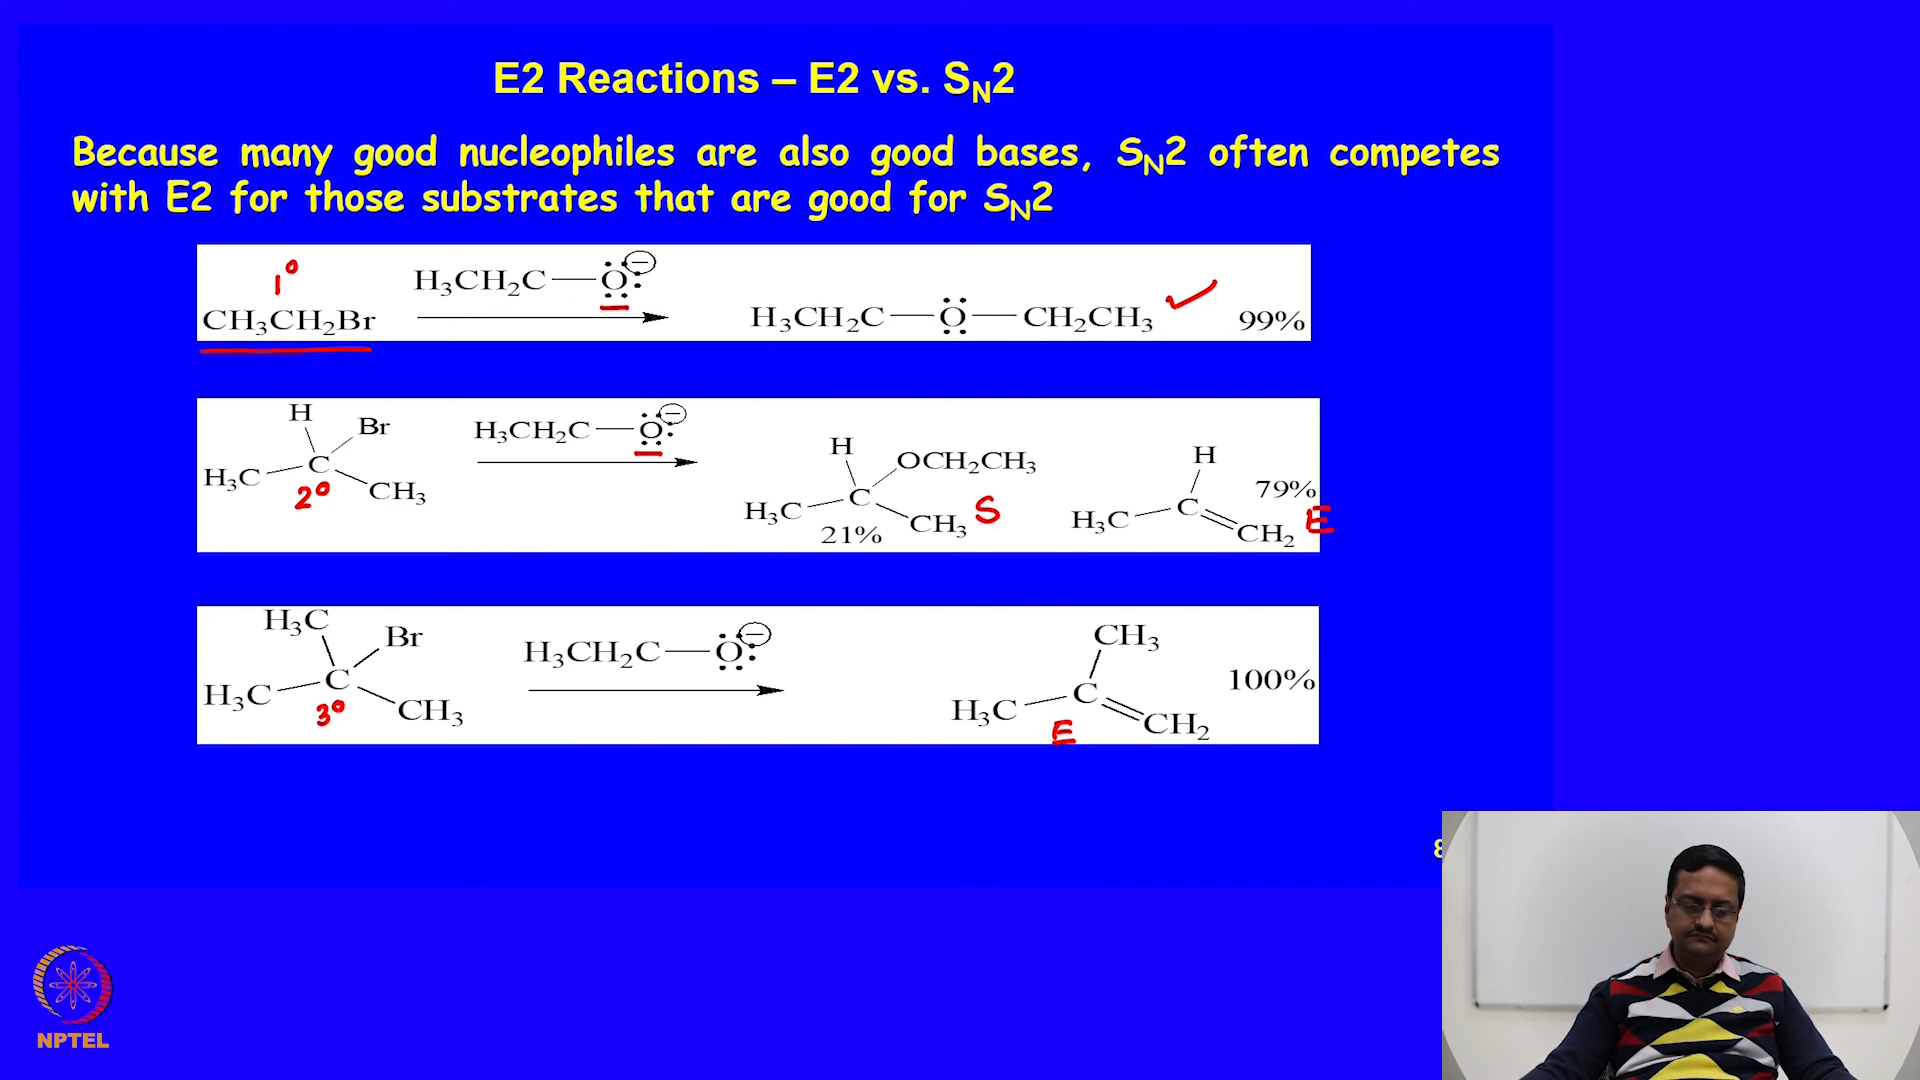 E2 Reactions – E2 vs. SN2
Because many good nucleophiles are also good bases, SN2 often competes
with E2 for those substrates that are good for SN2
1°
CH3CH2Br
H3CH2C—O:⊖
H3CH2C—O—CH2CH3 ✓ 99%
H
Br
H3C C CH3
2°
H3CH2C—O:⊖
H
OCH2CH3
H3C C CH3 S
21%
H
79%
H3C C CH2 E
H3C
Br
H3C C CH3
3°
H3CH2C—O:⊖
CH3
100%
H3C C CH2
E
8
NPTEL